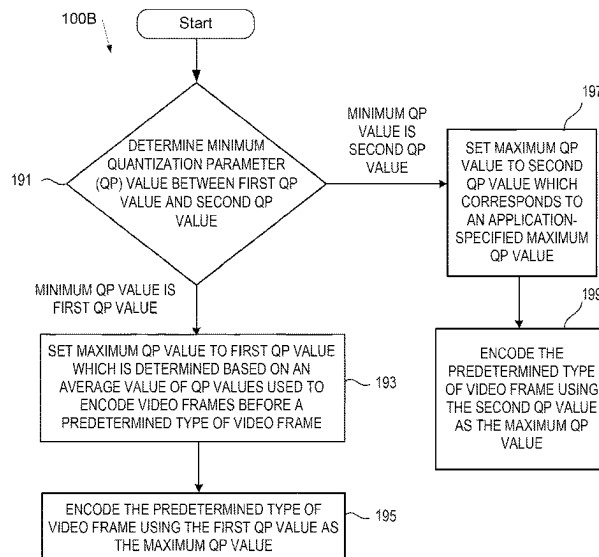 100B
Start
191
DETERMINE MINIMUM
QUANTIZATION PARAMETER
(QP) VALUE BETWEEN FIRST QP
VALUE AND SECOND QP
VALUE
MINIMUM QP
VALUE IS
SECOND QP
VALUE
197
SET MAXIMUM QP
VALUE TO SECOND
QP VALUE WHICH
CORRESPONDS TO
AN APPLICATION-
SPECIFIED MAXIMUM
QP VALUE
MINIMUM QP VALUE IS
FIRST QP VALUE
199
ENCODE THE
PREDETERMINED TYPE
OF VIDEO FRAME USING
THE SECOND QP VALUE
AS THE MAXIMUM QP
VALUE
SET MAXIMUM QP VALUE TO FIRST QP VALUE
WHICH IS DETERMINED BASED ON AN
AVERAGE VALUE OF QP VALUES USED TO
ENCODE VIDEO FRAMES BEFORE A
PREDETERMINED TYPE OF VIDEO FRAME
193
ENCODE THE PREDETERMINED TYPE OF
VIDEO FRAME USING THE FIRST QP VALUE AS
THE MAXIMUM QP VALUE
195